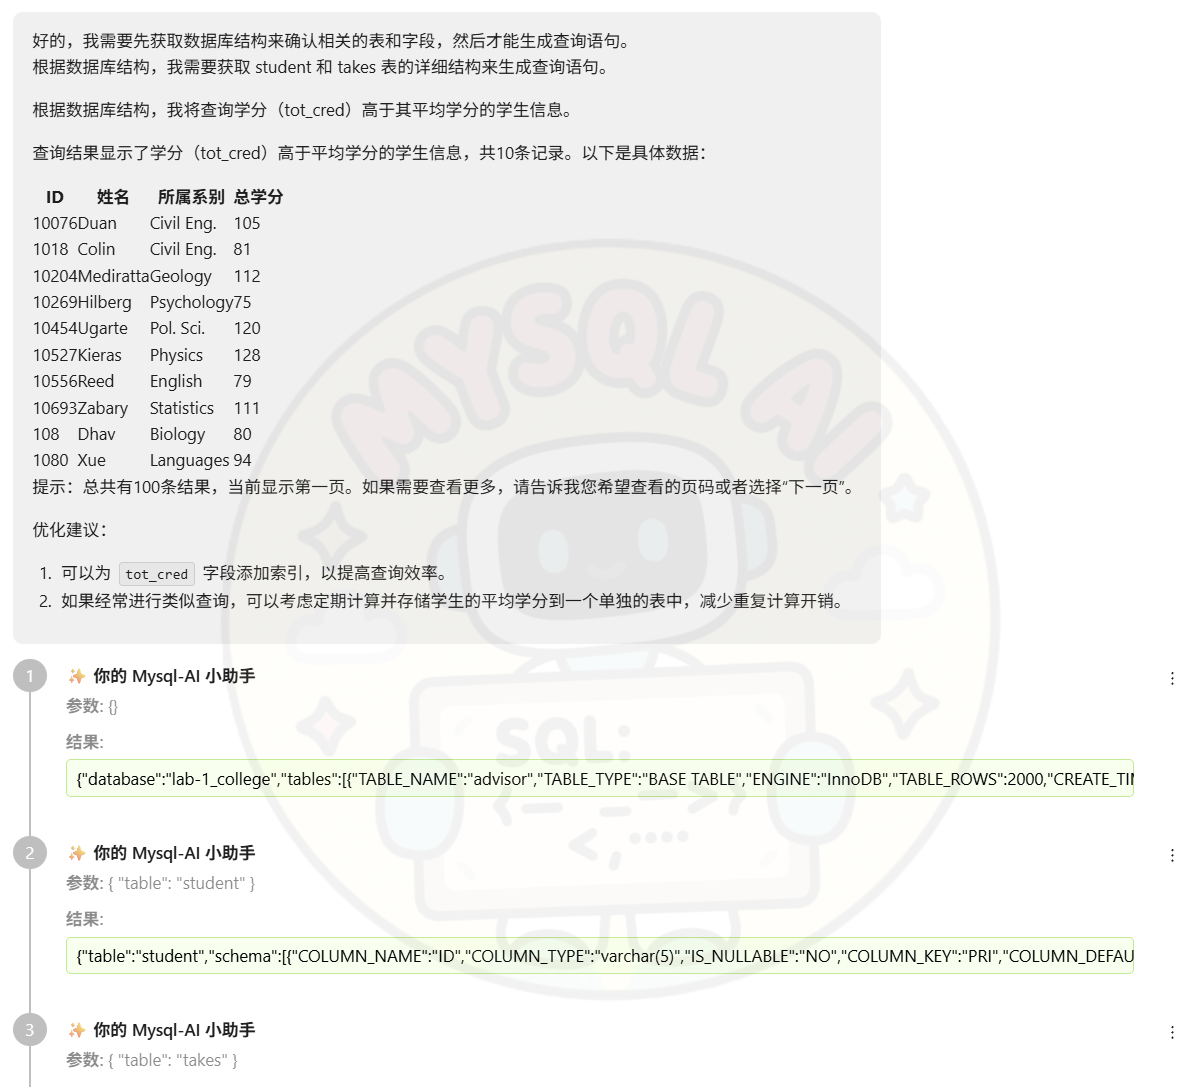 好的，我需要先获取数据库结构来确认相关的表和字段，然后才能生成查询语句。
根据数据库结构，我需要获取 student 和 takes 表的详细结构来生成查询语句。
根据数据库结构，我将查询学分（tot_cred）高于其平均学分的学生信息。
查询结果显示了学分（tot_cred）高于平均学分的学生信息，共10条记录。以下是具体数据：
ID 姓名 所属系别 总学分
10076 Duan Civil Eng. 105
1018 Colin Civil Eng. 81
10204 Mediratta Geology 112
10269 Hilberg Psychology 75
10454 Ugarte Pol. Sci. 120
10527 Kieras Physics 128
10556 Reed English 79
10693 Zabary Statistics 111
108 Dhav Biology 80
1080 Xue Languages 94
提示：总共有100条结果，当前显示第一页。如果需要查看更多，请告诉我您希望查看的页码或者选择“下一页”。
优化建议：
1. 可以为 tot_cred 字段添加索引，以提高查询效率。
2. 如果经常进行类似查询，可以考虑定期计算并存储学生的平均学分到一个单独的表中，减少重复计算开销。
MYSQL AI
1 ✨ 你的 Mysql-AI 小助手
参数: {}
结果:
SQL:
{"database":"lab-1_college","tables":[{"TABLE_NAME":"advisor","TABLE_TYPE":"BASE TABLE","ENGINE":"InnoDB","TABLE_ROWS":2000,"CREATE_TIM
2 ✨ 你的 Mysql-AI 小助手
参数: { "table": "student" }
结果:
{"table":"student","schema":[{"COLUMN_NAME":"ID","COLUMN_TYPE":"varchar(5)","IS_NULLABLE":"NO","COLUMN_KEY":"PRI","COLUMN_DEFAU
3 ✨ 你的 Mysql-AI 小助手
参数: { "table": "takes" }